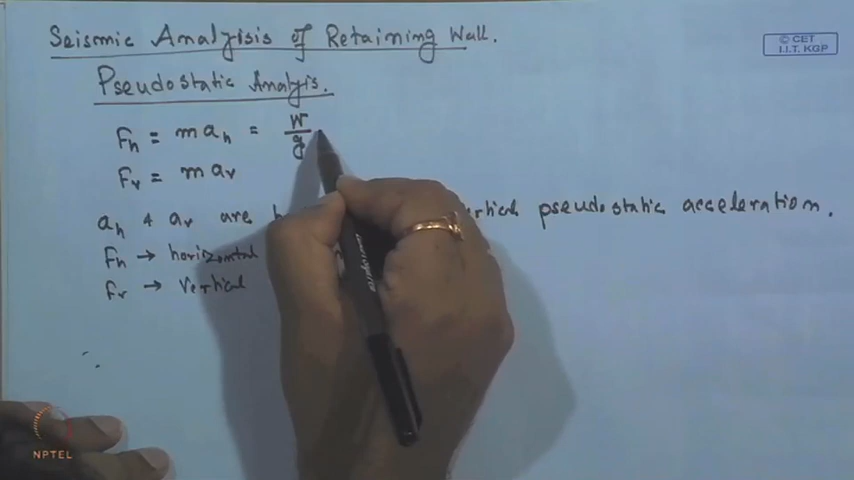 Seismic Analysis of Retaining Wall.
© CET
I.I.T. KGP
Pseudostatic Analysis.
Fh = m ah = W/g
Fv = m av
ah & av are pseudostatic acceleration.
Fh → horizontal
Fv → vertical
NPTEL